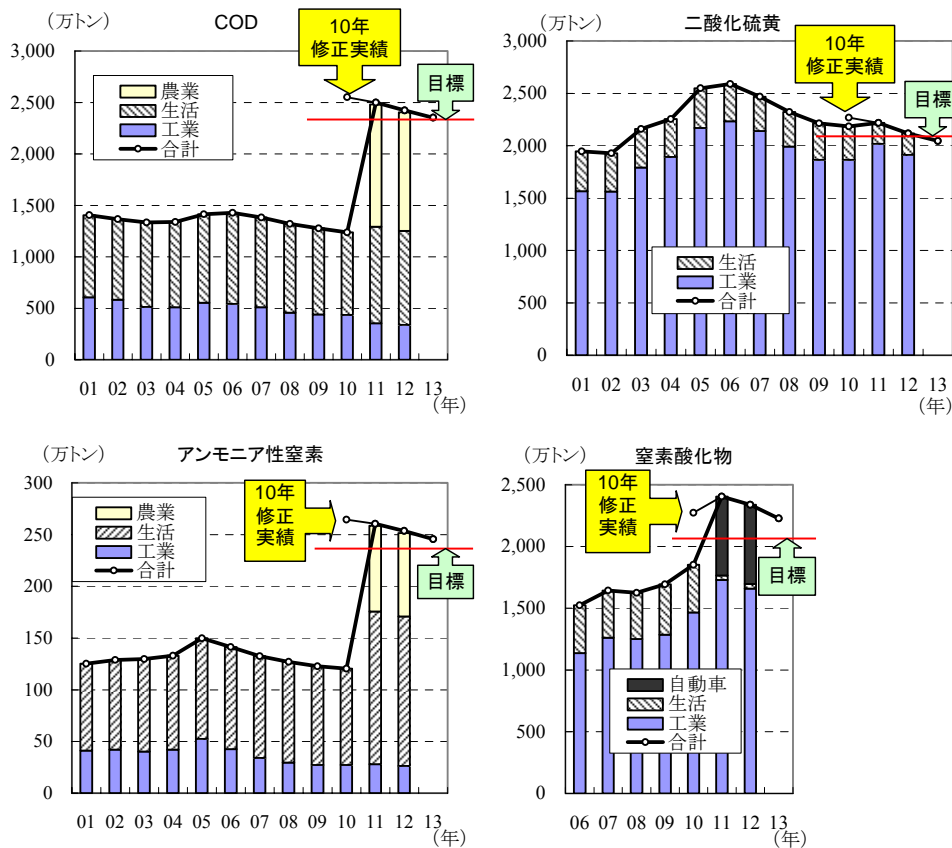 （万トン）
COD
10年
修正実績
目標
3,000
2,500
2,000
1,500
1,000
500
0
農業
生活
工業
合計
01 02 03 04 05 06 07 08 09 10 11 12 13
（年）
（万トン）
二酸化硫黄
10年
修正実績
目標
3,000
2,500
2,000
1,500
1,000
500
0
生活
工業
合計
01 02 03 04 05 06 07 08 09 10 11 12 13
（年）
（万トン）
アンモニア性窒素
10年
修正
実績
目標
300
250
200
150
100
50
0
農業
生活
工業
合計
01 02 03 04 05 06 07 08 09 10 11 12 13
（年）
（万トン）
窒素酸化物
10年
修正
実績
目標
2,500
2,000
1,500
1,000
500
0
自動車
生活
工業
合計
06 07 08 09 10 11 12 13
（年）